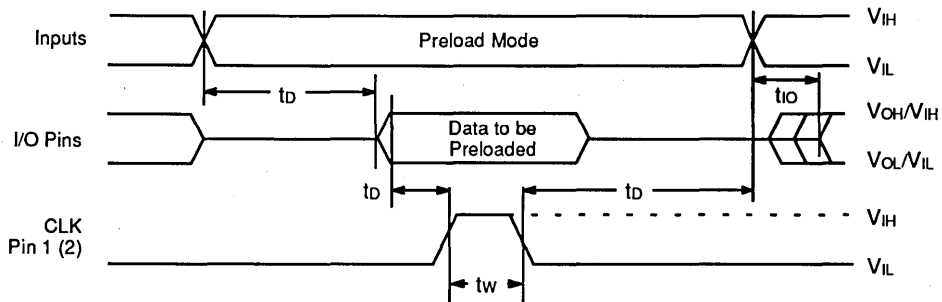 Inputs
Preload Mode
VIH
VIL
tD
tIO
I/O Pins
Data to be
Preloaded
VOH/VIH
VOL/VIL
tD
tD
CLK
Pin 1 (2)
VIH
VIL
tW